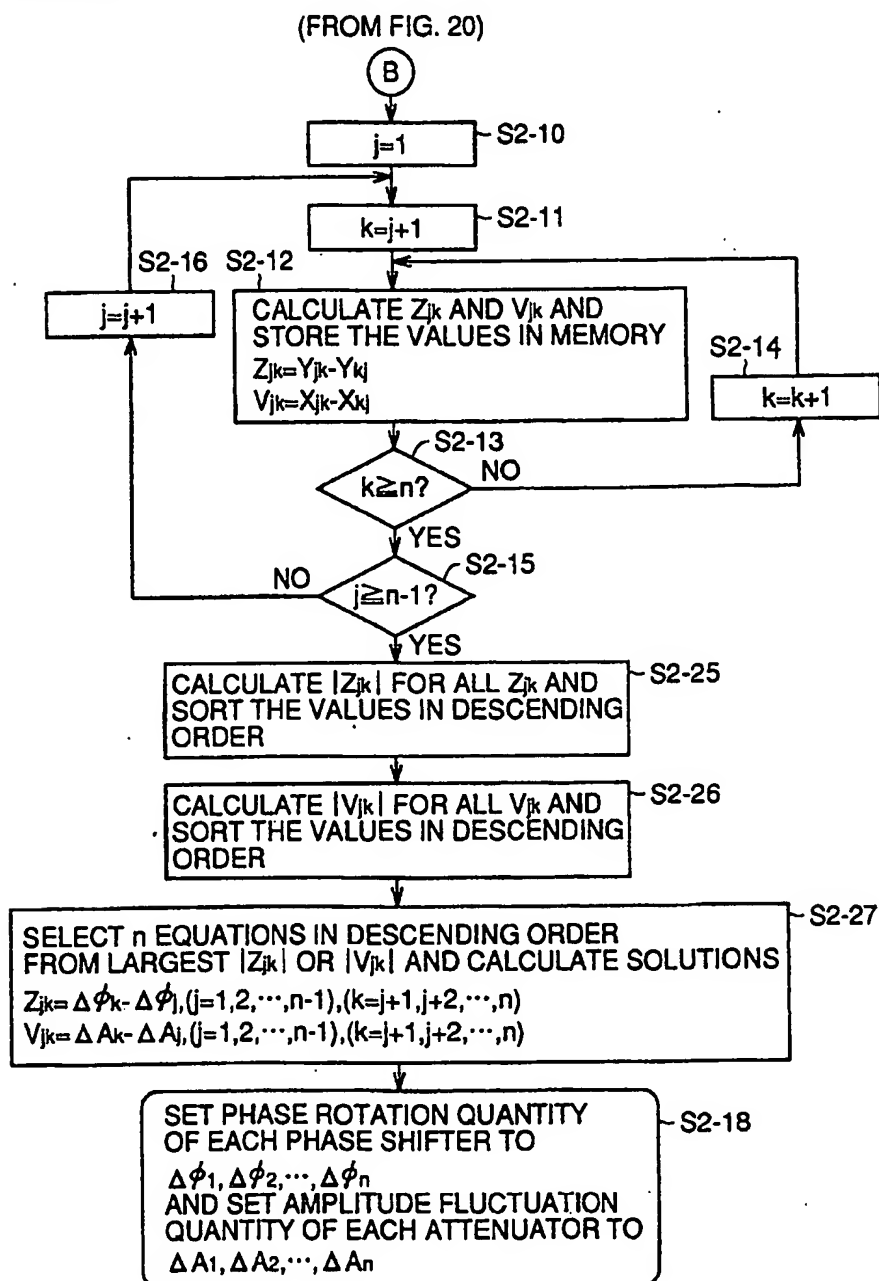 (FROM FIG. 20)
B
j=1
S2-10
k=j+1
S2-11
S2-16
j=j+1
S2-12
CALCULATE Zjk AND Vjk AND
STORE THE VALUES IN MEMORY
Zjk=Yjk-Ykj
Vjk=Xjk-Xkj
S2-14
k=k+1
S2-13
k≧n?
NO
YES
S2-15
j≧n-1?
NO
YES
CALCULATE |Zjk| FOR ALL Zjk AND
SORT THE VALUES IN DESCENDING
ORDER
S2-25
CALCULATE |Vjk| FOR ALL Vjk AND
SORT THE VALUES IN DESCENDING
ORDER
S2-26
SELECT n EQUATIONS IN DESCENDING ORDER
FROM LARGEST |Zjk| OR |Vjk| AND CALCULATE SOLUTIONS
Zjk=Δϕk-Δϕj,(j=1,2,⋯,n-1),(k=j+1,j+2,⋯,n)
Vjk=ΔAk-ΔAj,(j=1,2,⋯,n-1),(k=j+1,j+2,⋯,n)
S2-27
SET PHASE ROTATION QUANTITY
OF EACH PHASE SHIFTER TO
Δϕ1,Δϕ2,⋯,Δϕn
AND SET AMPLITUDE FLUCTUATION
QUANTITY OF EACH ATTENUATOR TO
ΔA1,ΔA2,⋯,ΔAn
S2-18